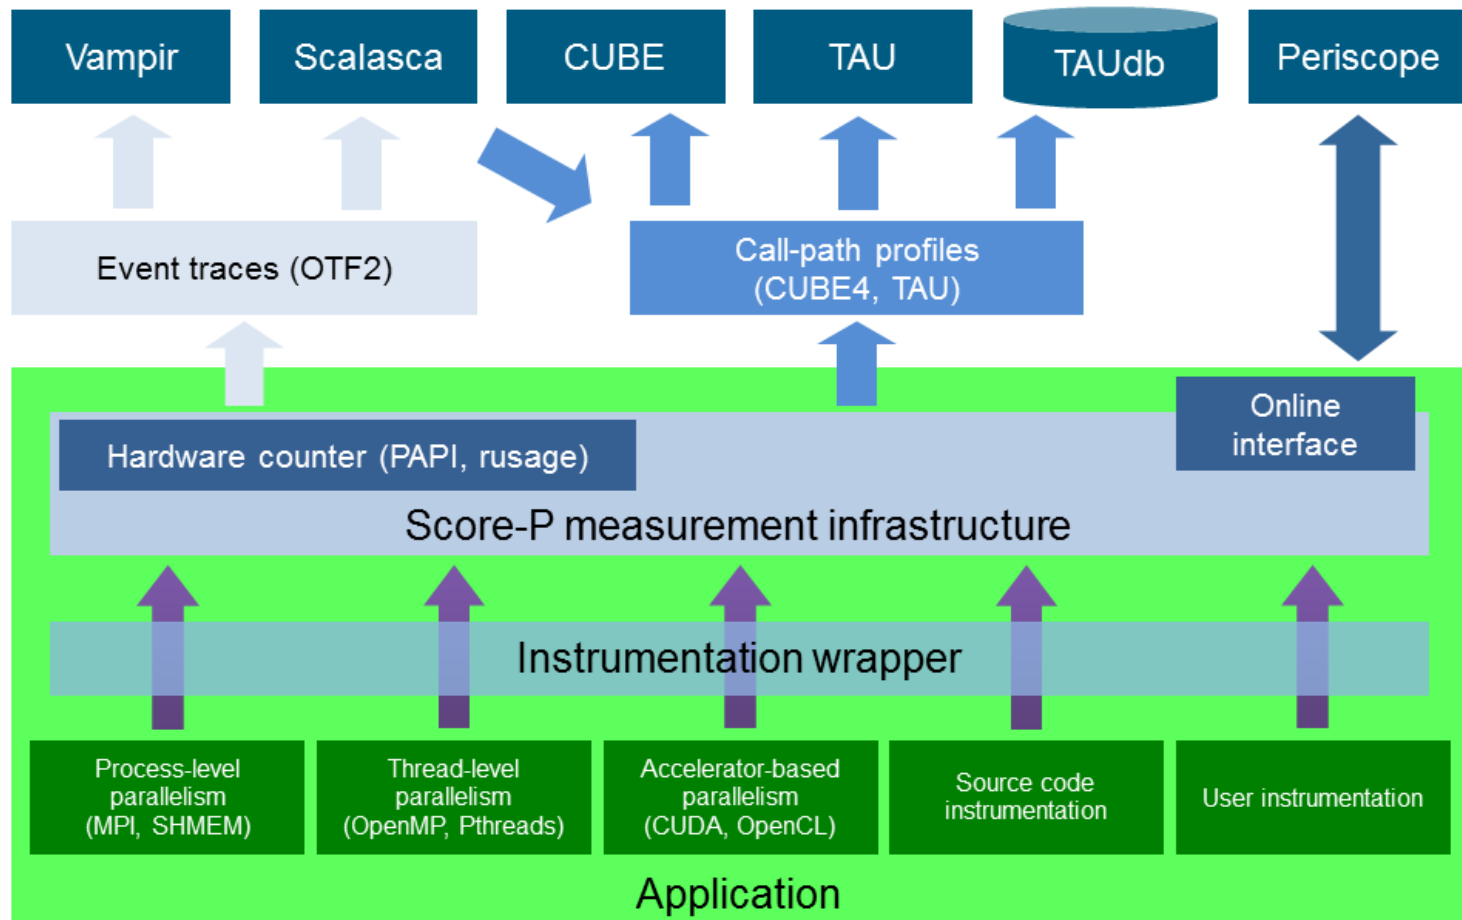 Vampir
Scalasca
CUBE
TAU
TAUdb
Periscope
Event traces (OTF2)
Call-path profiles
(CUBE4, TAU)
Online
interface
Hardware counter (PAPI, rusage)
Score-P measurement infrastructure
Instrumentation wrapper
Process-level
parallelism
(MPI, SHMEM)
Thread-level
parallelism
(OpenMP, Pthreads)
Accelerator-based
parallelism
(CUDA, OpenCL)
Source code
instrumentation
User instrumentation
Application